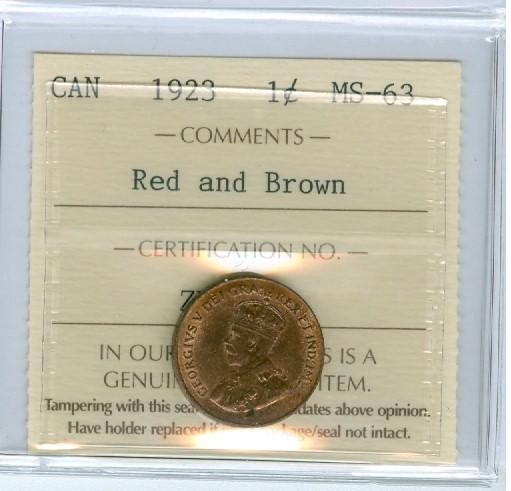 CAN 1923 1¢ MS-63
— COMMENTS —
Red and Brown
— CERTIFICATION NO. —
IN OUR S IS A
GENUIN ITEM.
Tampering with this sea dates above opinion.
Have holder replaced if age/seal not intact.
GEORGIVS V DEI GRA: REX ET IND:IMP: